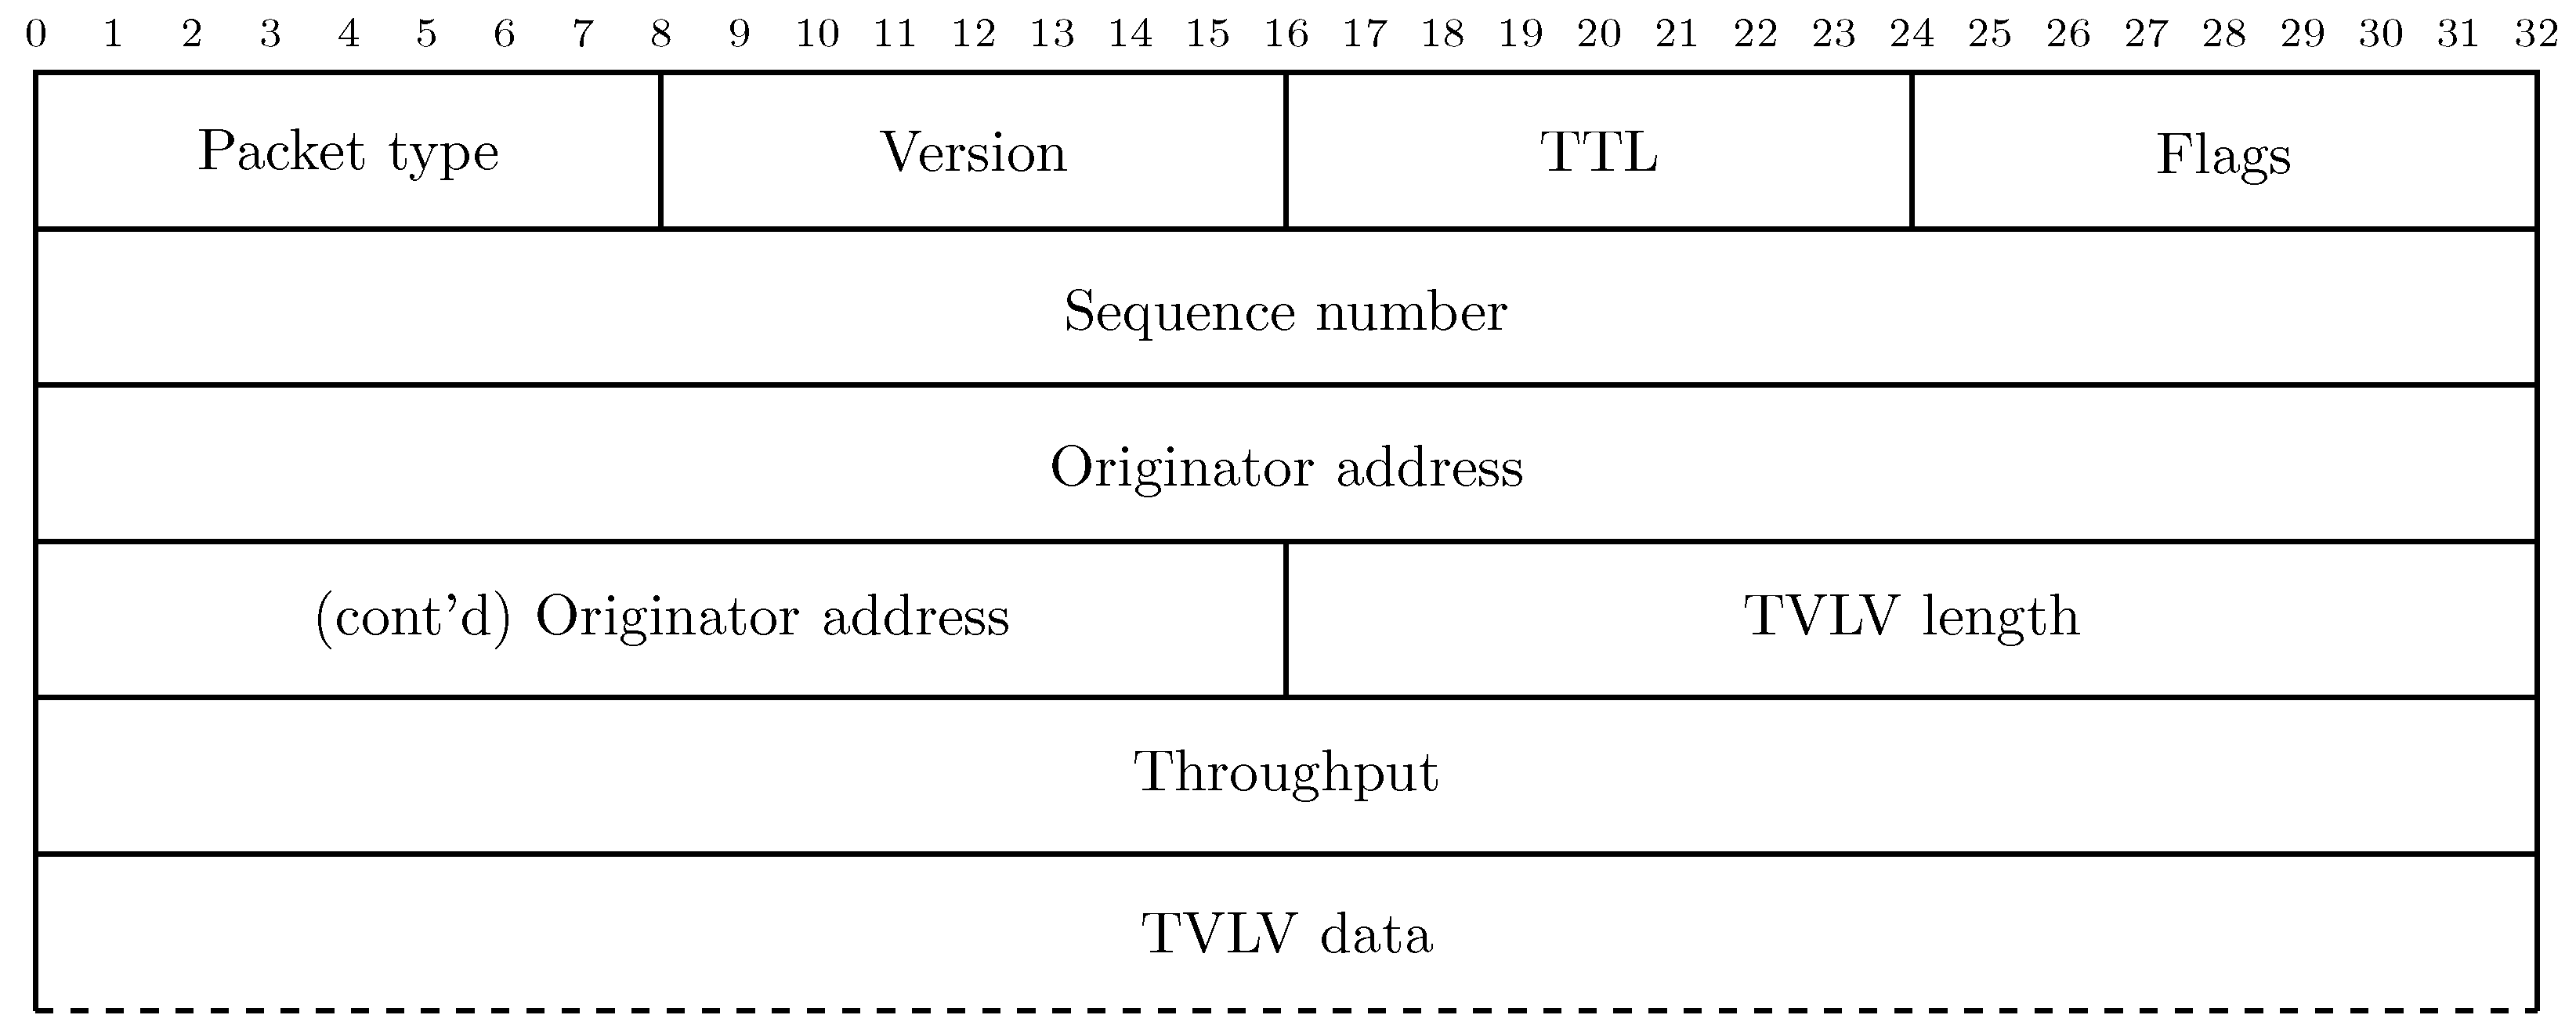 0 1 2 3 4 5 6 7 8 9 10 11 12 13 14 15 16 17 18 19 20 21 22 23 24 25 26 27 28 29 30 31 32
Packet type Version TTL Flags
Sequence number
Originator address
(cont'd) Originator address TVLV length
Throughput
TVLV data